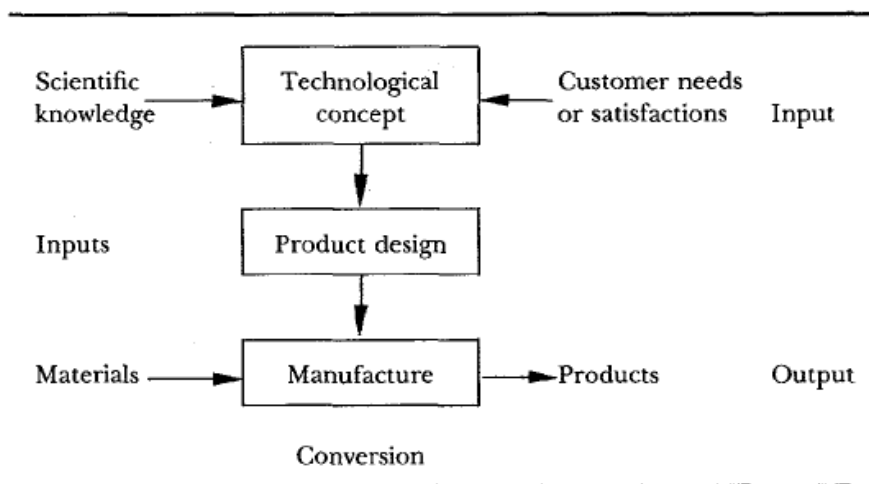 Scientific
knowledge
Technological
concept
Customer needs
or satisfactions
Input
Inputs
Product design
Materials
Manufacture
Products
Output
Conversion